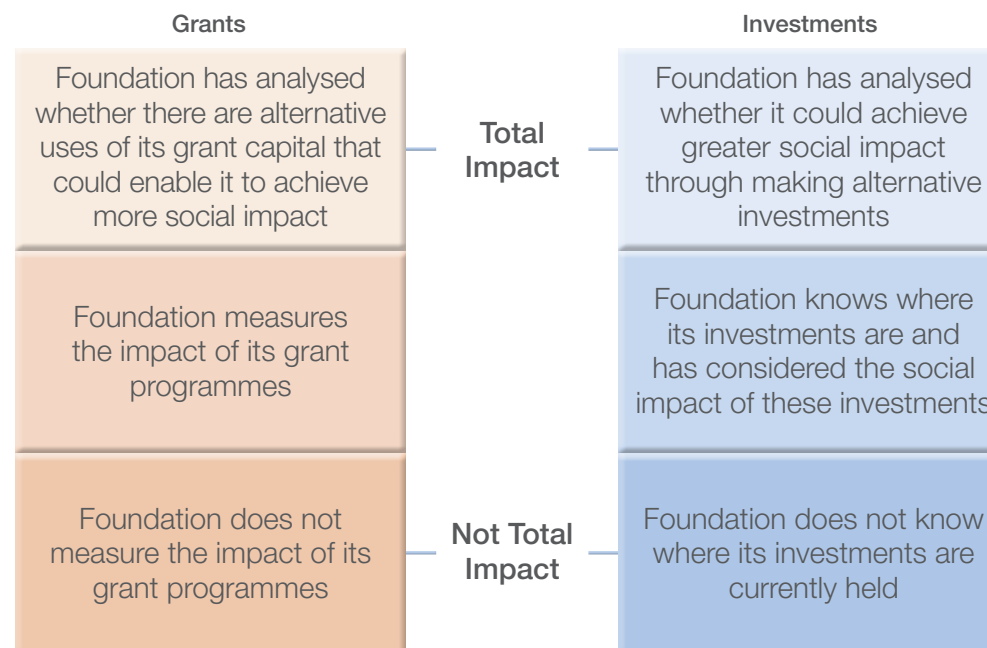 Grants
Investments
Foundation has analysed
whether there are alternative
uses of its grant capital that
could enable it to achieve
more social impact
Total
Impact
Foundation has analysed
whether it could achieve
greater social impact
through making alternative
investments
Foundation measures
the impact of its grant
programmes
Foundation knows where
its investments are and
has considered the social
impact of these investments
Foundation does not
measure the impact of its
grant programmes
Not Total
Impact
Foundation does not know
where its investments are
currently held